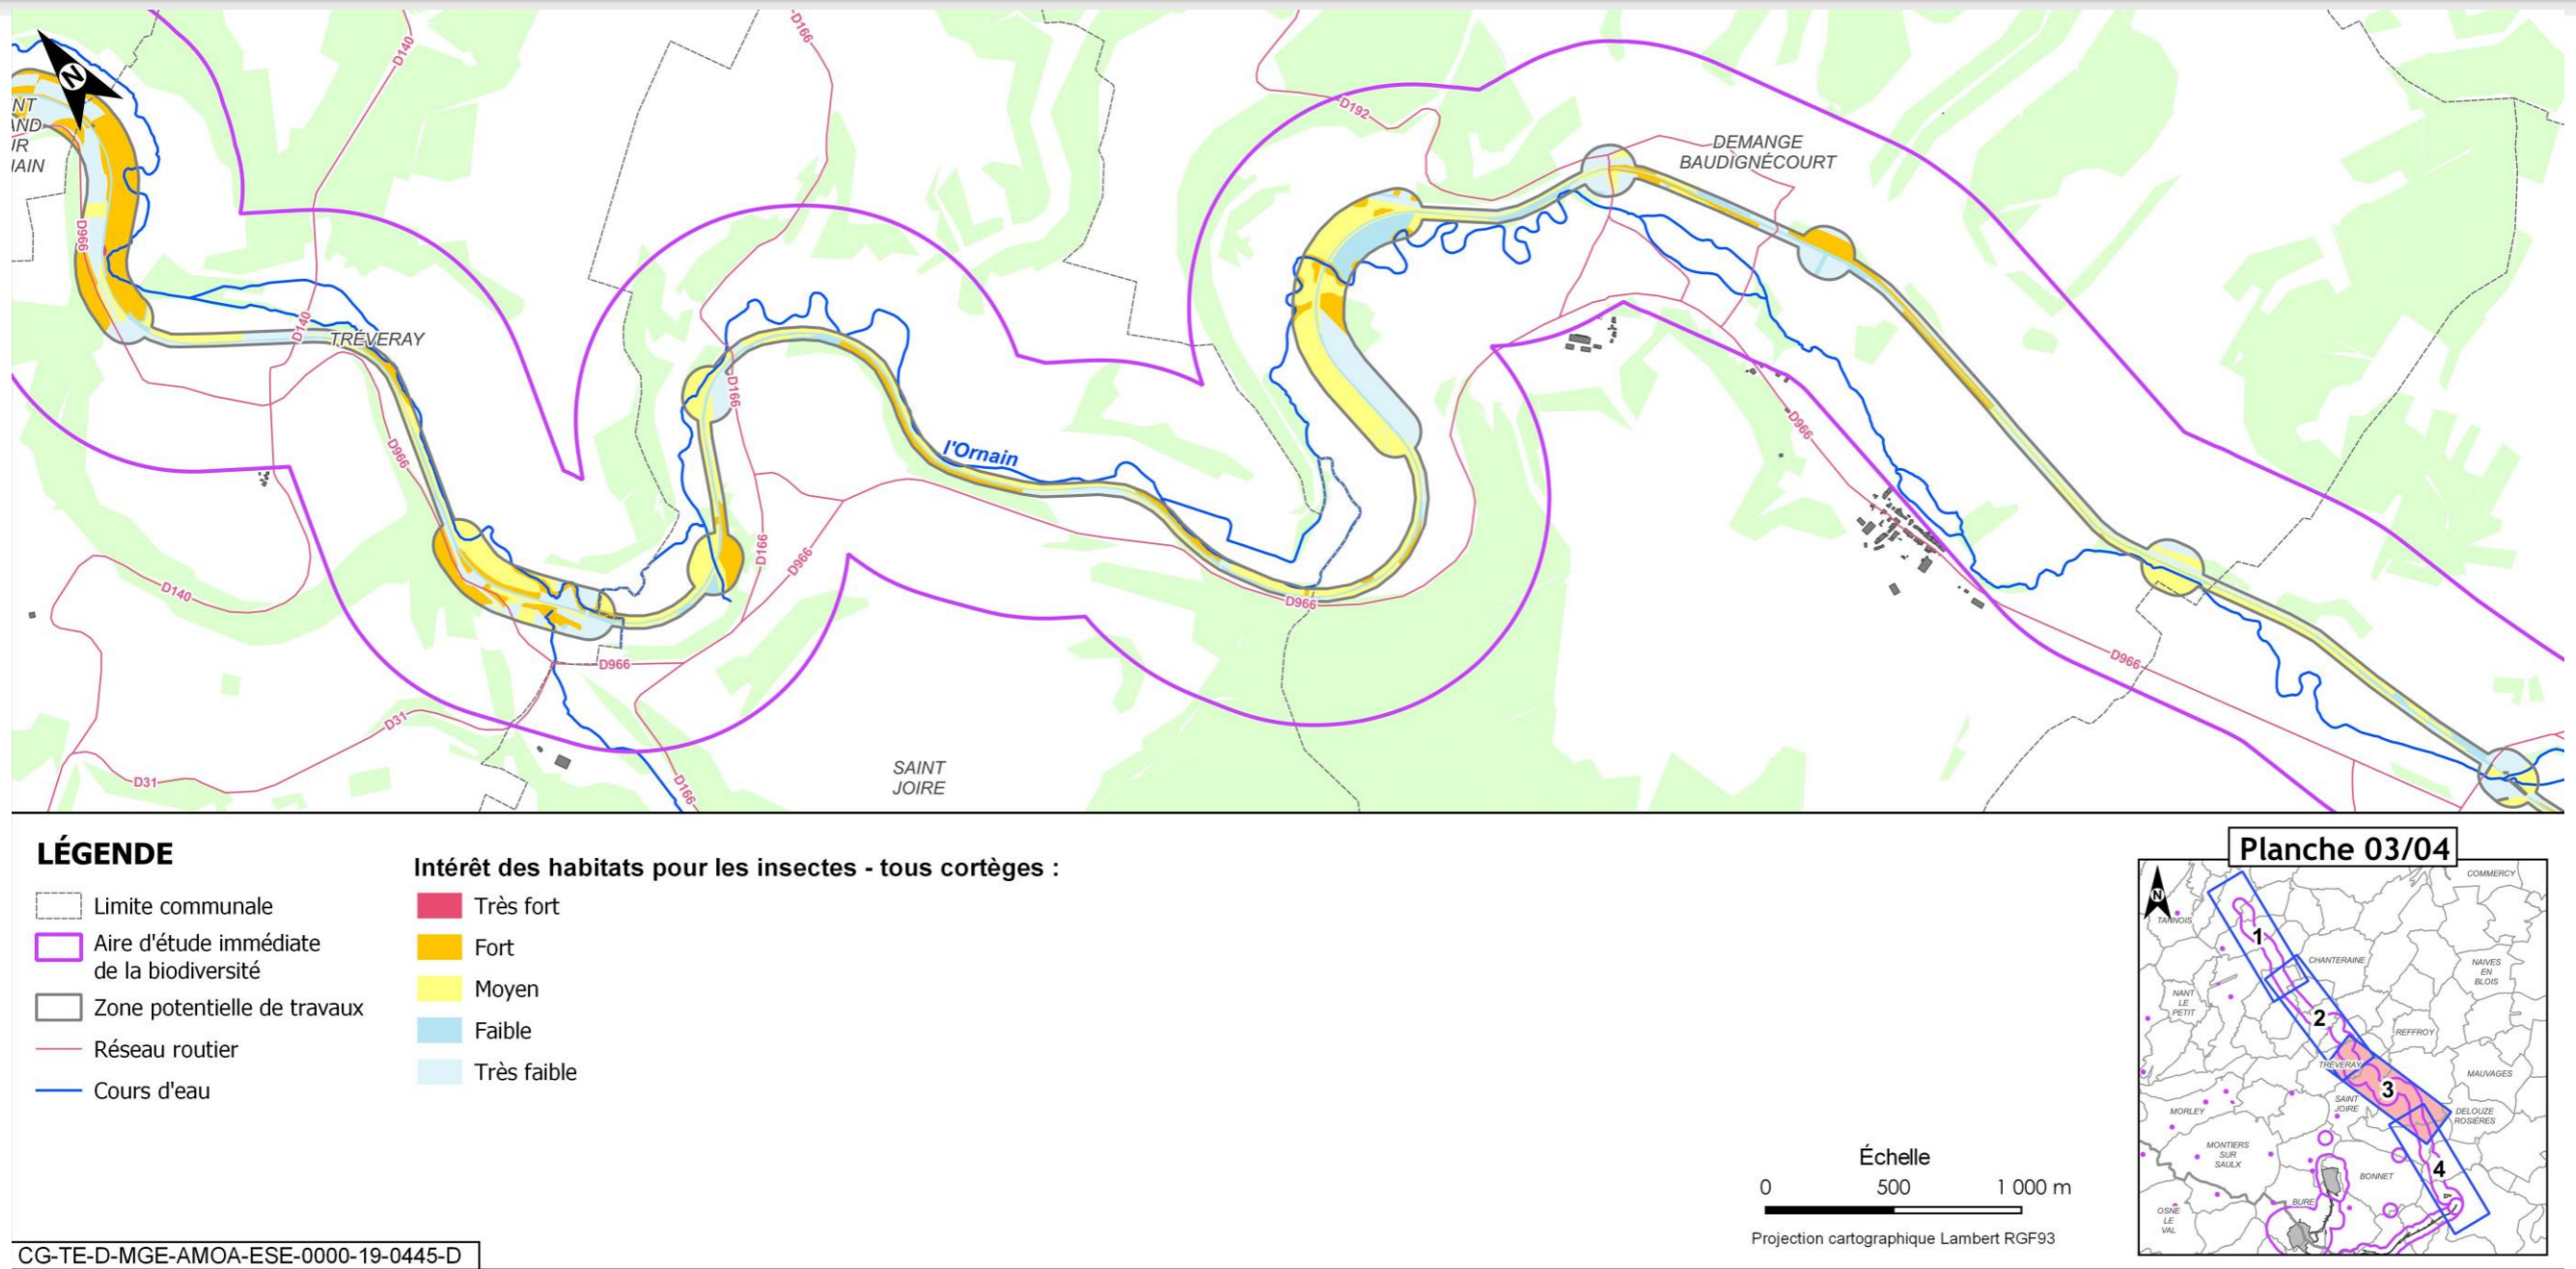 D140
D166
NT
AND
UR
NAIN
N
D966
D192
DEMANGE
BAUDIGNÉCOURT
D140
TRÉVERAY
D166
D966
l'Ornain
D966
D166
D966
D140
D966
D966
D966
D31
D31
D166
SAINT
JOIRE
LÉGENDE
Limite communale
Aire d'étude immédiate
de la biodiversité
Zone potentielle de travaux
Réseau routier
Cours d'eau
Intérêt des habitats pour les insectes - tous cortèges :
Très fort
Fort
Moyen
Faible
Très faible
Échelle
0 500 1 000 m
Projection cartographique Lambert RGF93
Planche 03/04
N
COMMERCY
TANNOIS
1
CHANTERAINE
NAIVES
EN
BLOIS
NANT
LE
PETIT
2
REFFROY
TRÉVERAY
MAUVAGES
3
SAINT
JOIRE
MORLEY
DELOUZE
ROSIÈRES
MONTIERS
SUR
SAULX
BONNET
4
BURE
OSNE
LE
VAL
CG-TE-D-MGE-AMOA-ESE-0000-19-0445-D